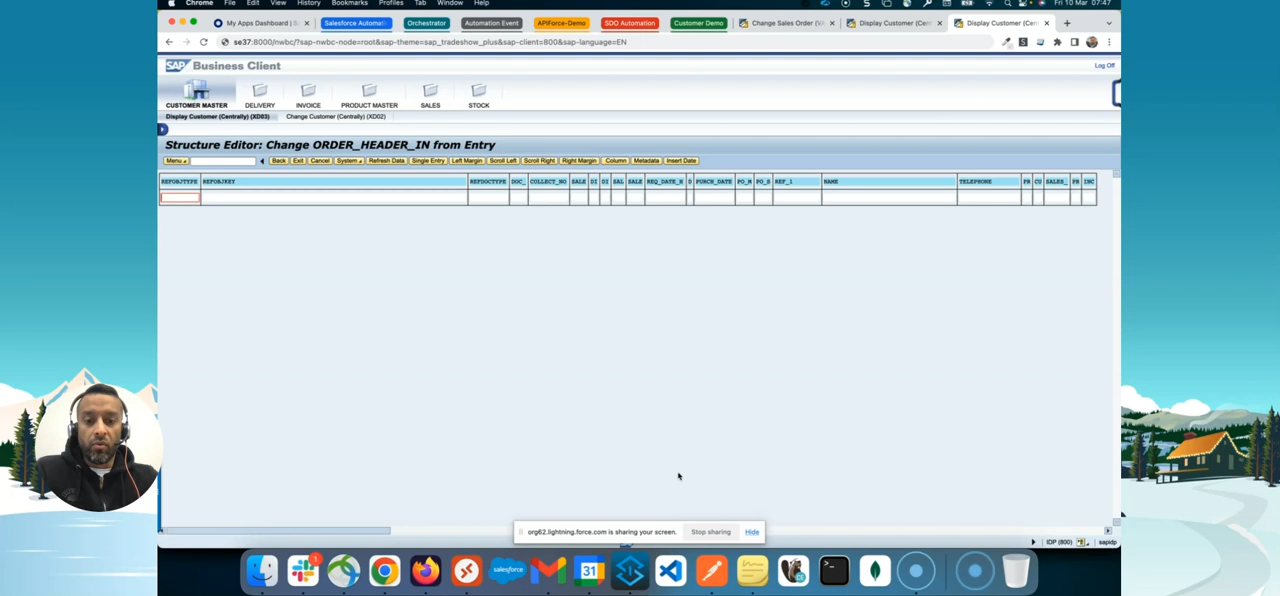 Chrome File Edit View History Bookmarks Profiles Tab Window Help Fri 10 Mar 07:47
My Apps Dashboard | S Salesforce Automati Orchestrator Automation Event APIForce-Demo SDO Automation Customer Demo Change Sales Order (VA Display Customer (Cen Display Customer (Cen
se37:8000/nwbc/?sap-nwbc-node=root&sap-theme=sap_tradeshow_plus&sap-client=800&sap-language=EN
SAP Business Client Log Off
CUSTOMER MASTER DELIVERY INVOICE PRODUCT MASTER SALES STOCK
Display Customer (Centrally) (XD03) Change Customer (Centrally) (XD02)
Structure Editor: Change ORDER_HEADER_IN from Entry
Menu Back Exit Cancel System Refresh Data Single Entry Left Margin Scroll Left Scroll Right Right Margin Column Metadata Insert Date
REFOBJTYPE REFOBJKEY REFDOCTYPE DOC_ COLLECT_NO SALE DI DI SAL SALE REQ_DATE_H D PURCH_DATE PO_M PO_S REF_1 NAME TELEPHONE PR CU SALES_ PR INC
org62.lightning.force.com is sharing your screen. Stop sharing Hide
IDP (800) sapidp
1
salesforce
31